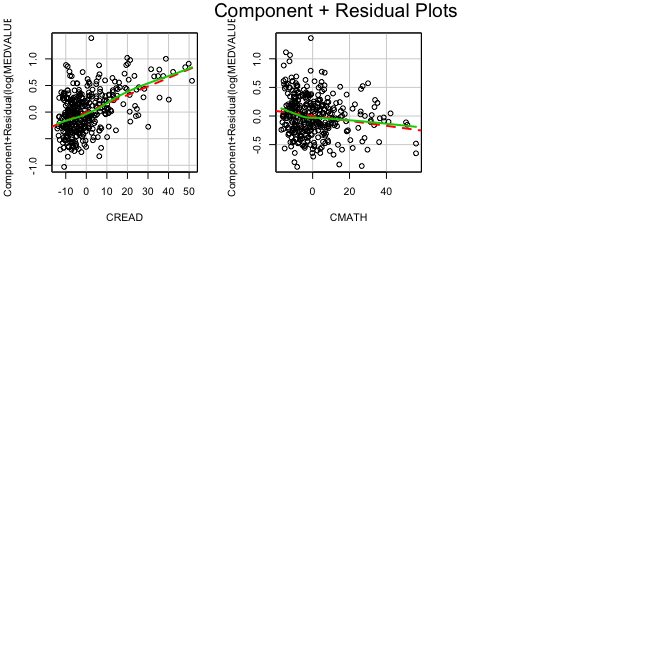 Component + Residual Plots
Component+Residual(log(MEDVALUE
-1.0 0.0 0.5 1.0
-10 0 10 20 30 40 50
CREAD
Component+Residual(log(MEDVALUE
-0.5 0.0 0.5 1.0
0 20 40
CMATH